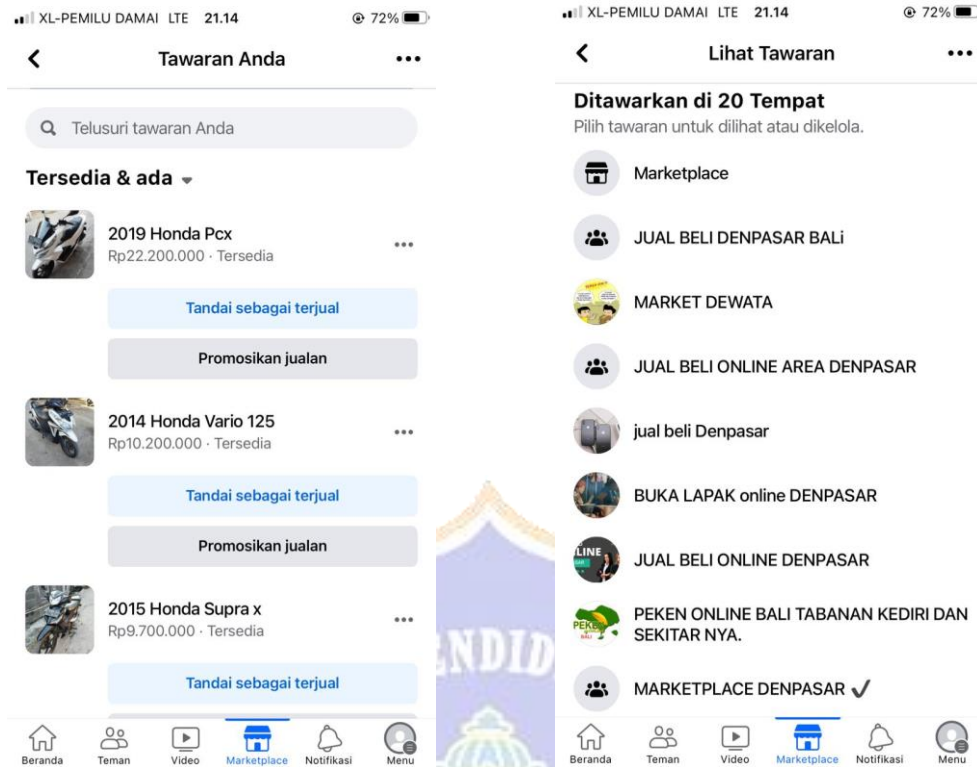 XL-PEMILU DAMAI LTE 21.14 72%
Tawaran Anda
Telusuri tawaran Anda
Tersedia & ada
2019 Honda Pcx
Rp22.200.000 · Tersedia
Tandai sebagai terjual
Promosikan jualan
2014 Honda Vario 125
Rp10.200.000 · Tersedia
Tandai sebagai terjual
Promosikan jualan
2015 Honda Supra x
Rp9.700.000 · Tersedia
Tandai sebagai terjual
Beranda Teman Video Marketplace Notifikasi Menu
XL-PEMILU DAMAI LTE 21.14 72%
Lihat Tawaran
Ditawarkan di 20 Tempat
Pilih tawaran untuk dilihat atau dikelola.
Marketplace
JUAL BELI DENPASAR BALi
MARKET DEWATA
JUAL BELI ONLINE AREA DENPASAR
jual beli Denpasar
BUKA LAPAK online DENPASAR
LINE
JUAL BELI ONLINE DENPASAR
PEKEN ONLINE BALI TABANAN KEDIRI DAN
SEKITAR NYA.
MARKETPLACE DENPASAR ✓
Beranda Teman Video Marketplace Notifikasi Menu
ENDID